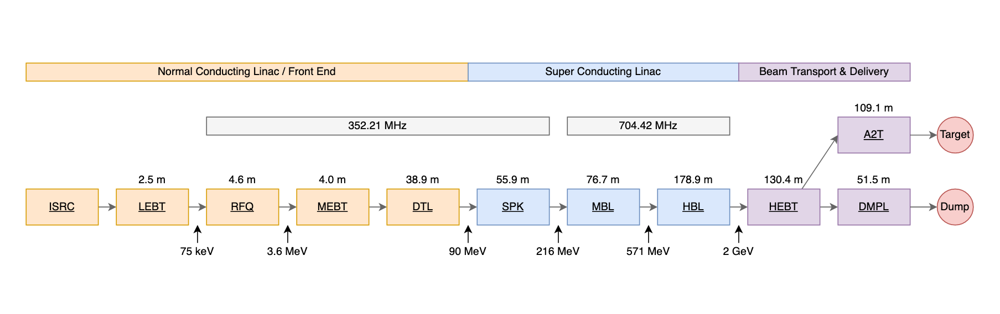 Normal Conducting Linac / Front End
Super Conducting Linac
Beam Transport & Delivery
109.1 m
352.21 MHz
704.42 MHz
A2T
Target
2.5 m
4.6 m
4.0 m
38.9 m
55.9 m
76.7 m
178.9 m
130.4 m
51.5 m
ISRC
LEBT
RFQ
MEBT
DTL
SPK
MBL
HBL
HEBT
DMPL
Dump
75 keV
3.6 MeV
90 MeV
216 MeV
571 MeV
2 GeV